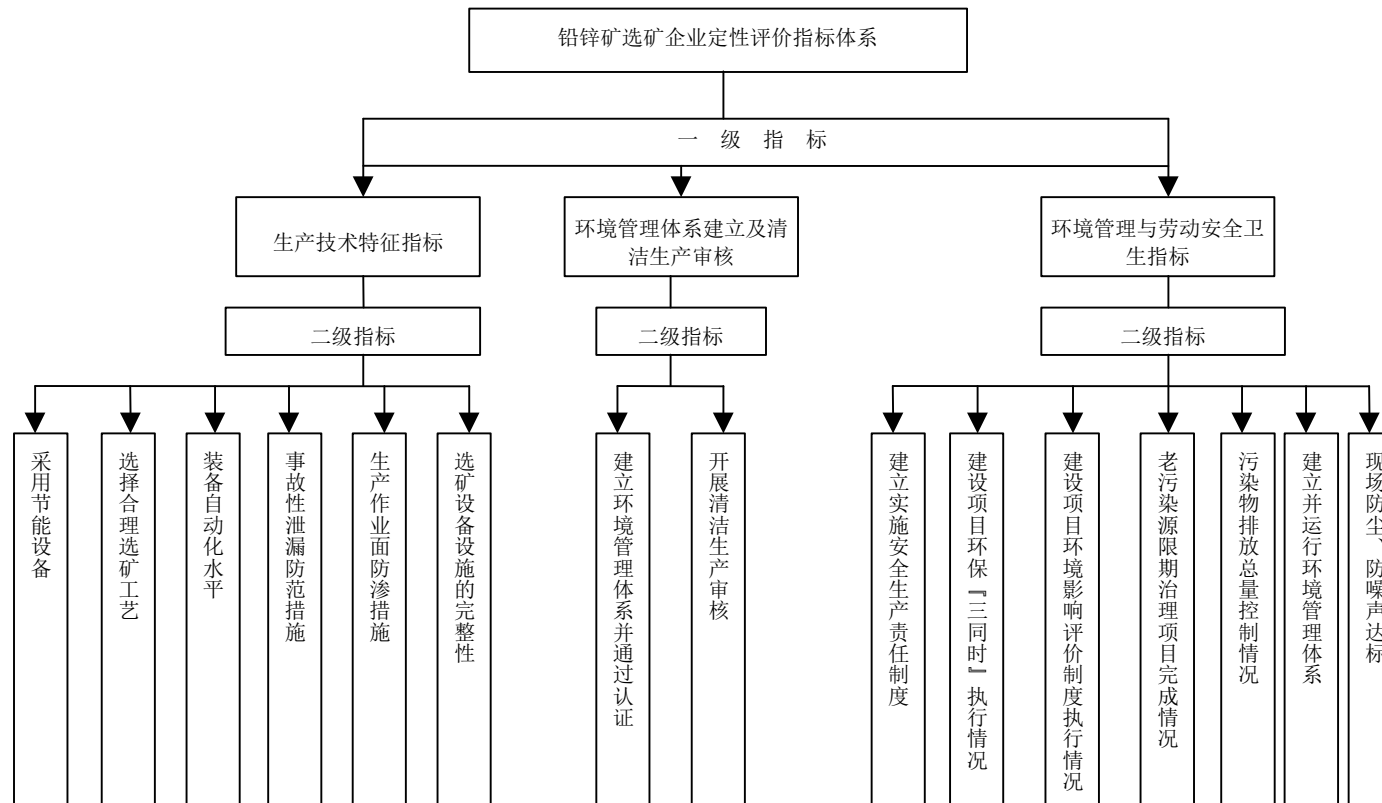 铅锌矿选矿企业定性评价指标体系
一 级 指 标
生产技术特征指标
环境管理体系建立及清
洁生产审核
环境管理与劳动安全卫
生指标
二级指标
二级指标
二级指标
采用节能设备
选择合理选矿工艺
装备自动化水平
事故性泄漏防范措施
生产作业面防渗措施
选矿设备设施的完整性
建立环境管理体系并通过认证
开展清洁生产审核
建立实施安全生产责任制度
建设项目环保『三同时』执行情况
建设项目环境影响评价制度执行情况
老污染源限期治理项目完成情况
污染物排放总量控制情况
建立并运行环境管理体系
现场防尘、防噪声达标